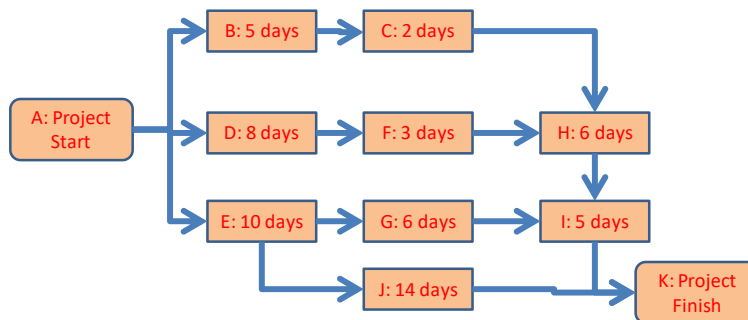 B: 5 days
C: 2 days
A: Project
Start
D: 8 days
F: 3 days
H: 6 days
E: 10 days
G: 6 days
I: 5 days
J: 14 days
K: Project
Finish